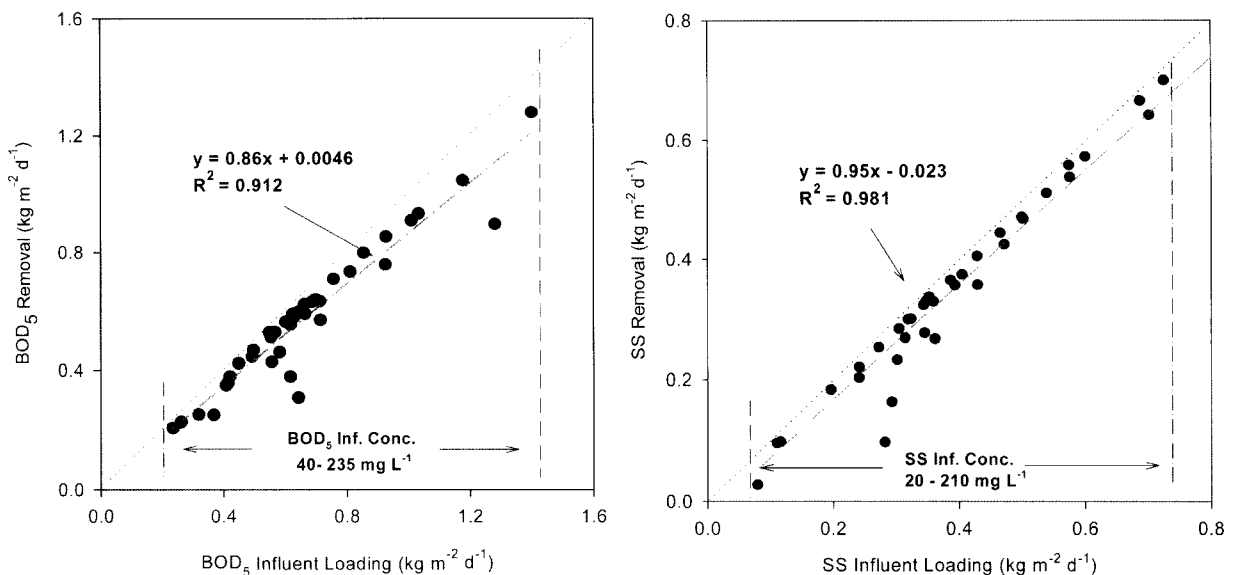 1.6
1.2
0.8
0.4
0.0
BOD5 Removal (kg m-2 d-1)
y = 0.86x + 0.0046
R2 = 0.912
BOD5 Inf. Conc.
40- 235 mg L-1
0.0 0.4 0.8 1.2 1.6
BOD5 Influent Loading (kg m-2 d-1)
0.8
0.6
0.4
0.2
0.0
SS Removal (kg m-2 d-1)
y = 0.95x - 0.023
R2 = 0.981
SS Inf. Conc.
20 - 210 mg L-1
0.0 0.2 0.4 0.6 0.8
SS Influent Loading (kg m-2 d-1)